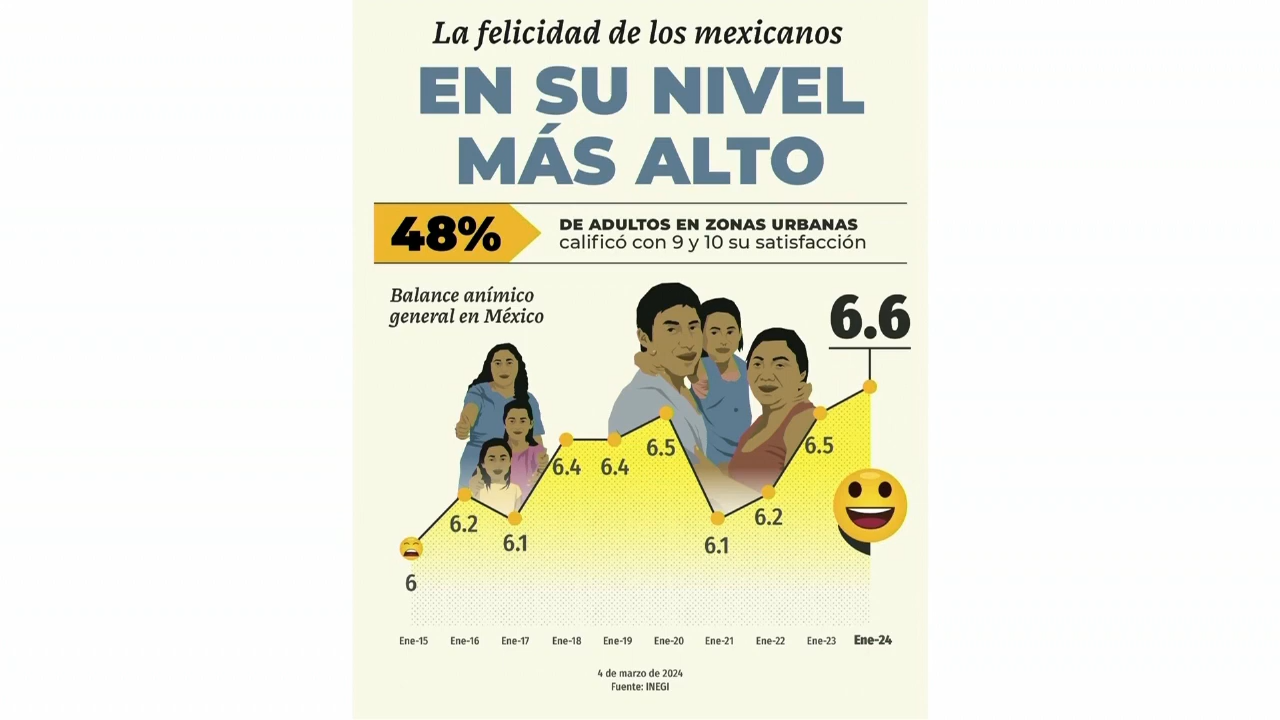 La felicidad de los mexicanos
EN SU NIVEL
MÁS ALTO
48%
DE ADULTOS EN ZONAS URBANAS
calificó con 9 y 10 su satisfacción
Balance anímico
general en México
6
6.2
6.1
6.4
6.4
6.5
6.1
6.2
6.5
6.6
Ene-15 Ene-16 Ene-17 Ene-18 Ene-19 Ene-20 Ene-21 Ene-22 Ene-23 Ene-24
4 de marzo de 2024
Fuente: INEGI